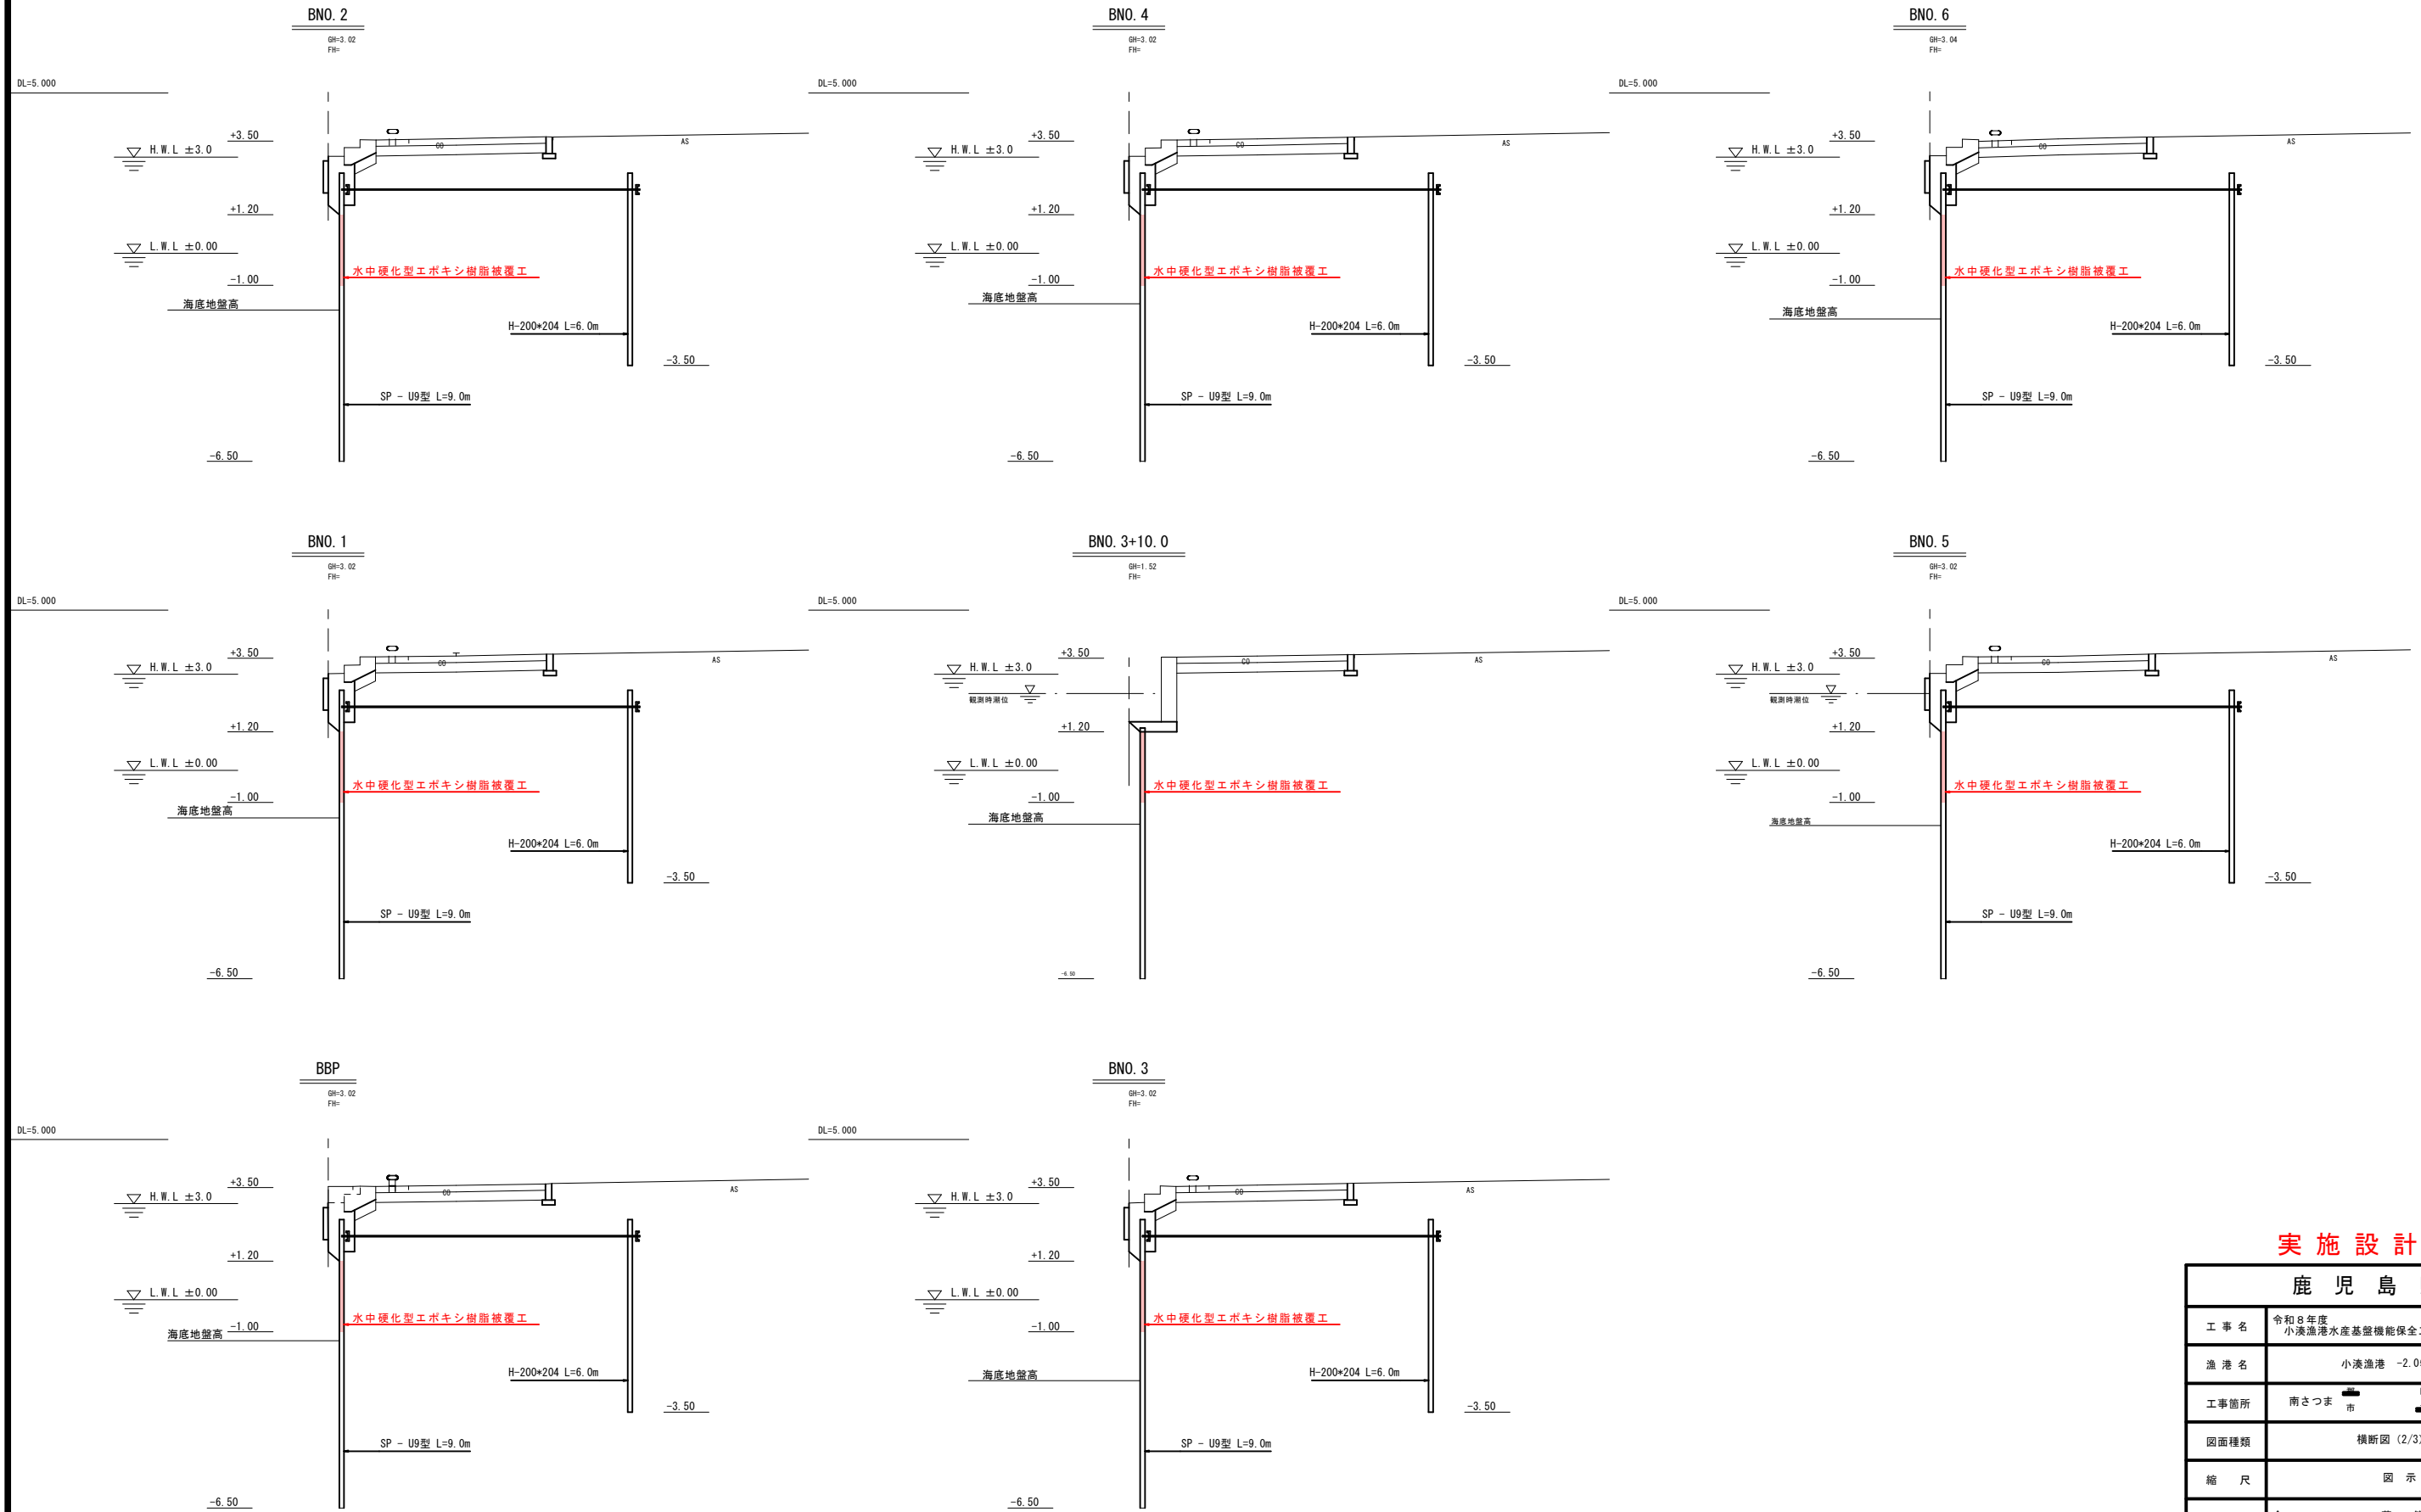 BNO. 2
GH=3.02
FH=
DL=5.000
+3.50
H.W.L ±3.0
CO
AS
+1.20
L.W.L ±0.00
水中硬化型エポキシ樹脂被覆工
-1.00
海底地盤高
H-200*204 L=6.0m
-3.50
SP - U9型 L=9.0m
-6.50
BNO. 4
GH=3.02
FH=
DL=5.000
+3.50
H.W.L ±3.0
CO
AS
+1.20
L.W.L ±0.00
水中硬化型エポキシ樹脂被覆工
-1.00
海底地盤高
H-200*204 L=6.0m
-3.50
SP - U9型 L=9.0m
-6.50
BNO. 6
GH=3.04
FH=
DL=5.000
+3.50
H.W.L ±3.0
CO
AS
+1.20
L.W.L ±0.00
水中硬化型エポキシ樹脂被覆工
-1.00
海底地盤高
H-200*204 L=6.0m
-3.50
SP - U9型 L=9.0m
-6.50
BNO. 1
GH=3.02
FH=
DL=5.000
+3.50
H.W.L ±3.0
CO
AS
+1.20
L.W.L ±0.00
水中硬化型エポキシ樹脂被覆工
-1.00
海底地盤高
H-200*204 L=6.0m
-3.50
SP - U9型 L=9.0m
-6.50
BNO. 3+10.0
GH=1.52
FH=
DL=5.000
+3.50
H.W.L ±3.0
CO
AS
観測時潮位
+1.20
L.W.L ±0.00
水中硬化型エポキシ樹脂被覆工
-1.00
海底地盤高
-6.50
BNO. 5
GH=3.02
FH=
DL=5.000
+3.50
H.W.L ±3.0
CO
AS
観測時潮位
+1.20
L.W.L ±0.00
水中硬化型エポキシ樹脂被覆工
-1.00
海底地盤高
H-200*204 L=6.0m
-3.50
SP - U9型 L=9.0m
-6.50
BBP
GH=3.02
FH=
DL=5.000
+3.50
H.W.L ±3.0
CO
AS
+1.20
L.W.L ±0.00
水中硬化型エポキシ樹脂被覆工
-1.00
海底地盤高
H-200*204 L=6.0m
-3.50
SP - U9型 L=9.0m
-6.50
BNO. 3
GH=3.02
FH=
DL=5.000
+3.50
H.W.L ±3.0
CO
AS
+1.20
L.W.L ±0.00
水中硬化型エポキシ樹脂被覆工
-1.00
海底地盤高
H-200*204 L=6.0m
-3.50
SP - U9型 L=9.0m
-6.50
実施設計
鹿児島
工事名 令和8年度
小湊漁港水産基盤機能保全
漁港名 小湊漁港 -2.0
工事箇所 南さつま 市
図面種類 横断図 (2/3)
縮尺 図示